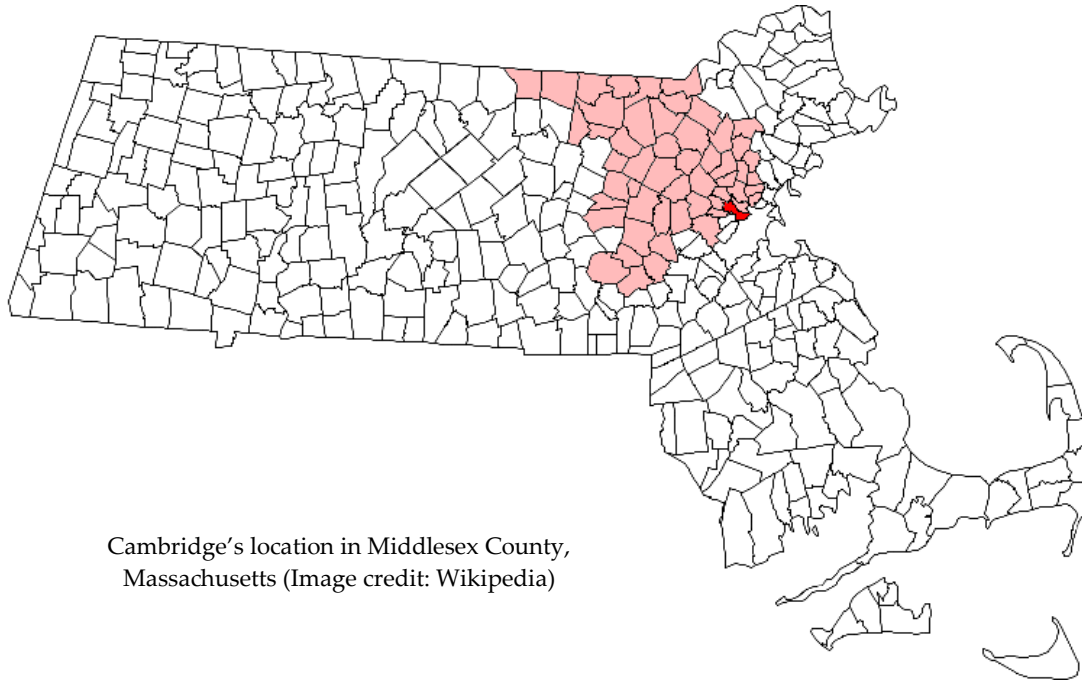 Cambridge’s location in Middlesex County,
Massachusetts (Image credit: Wikipedia)